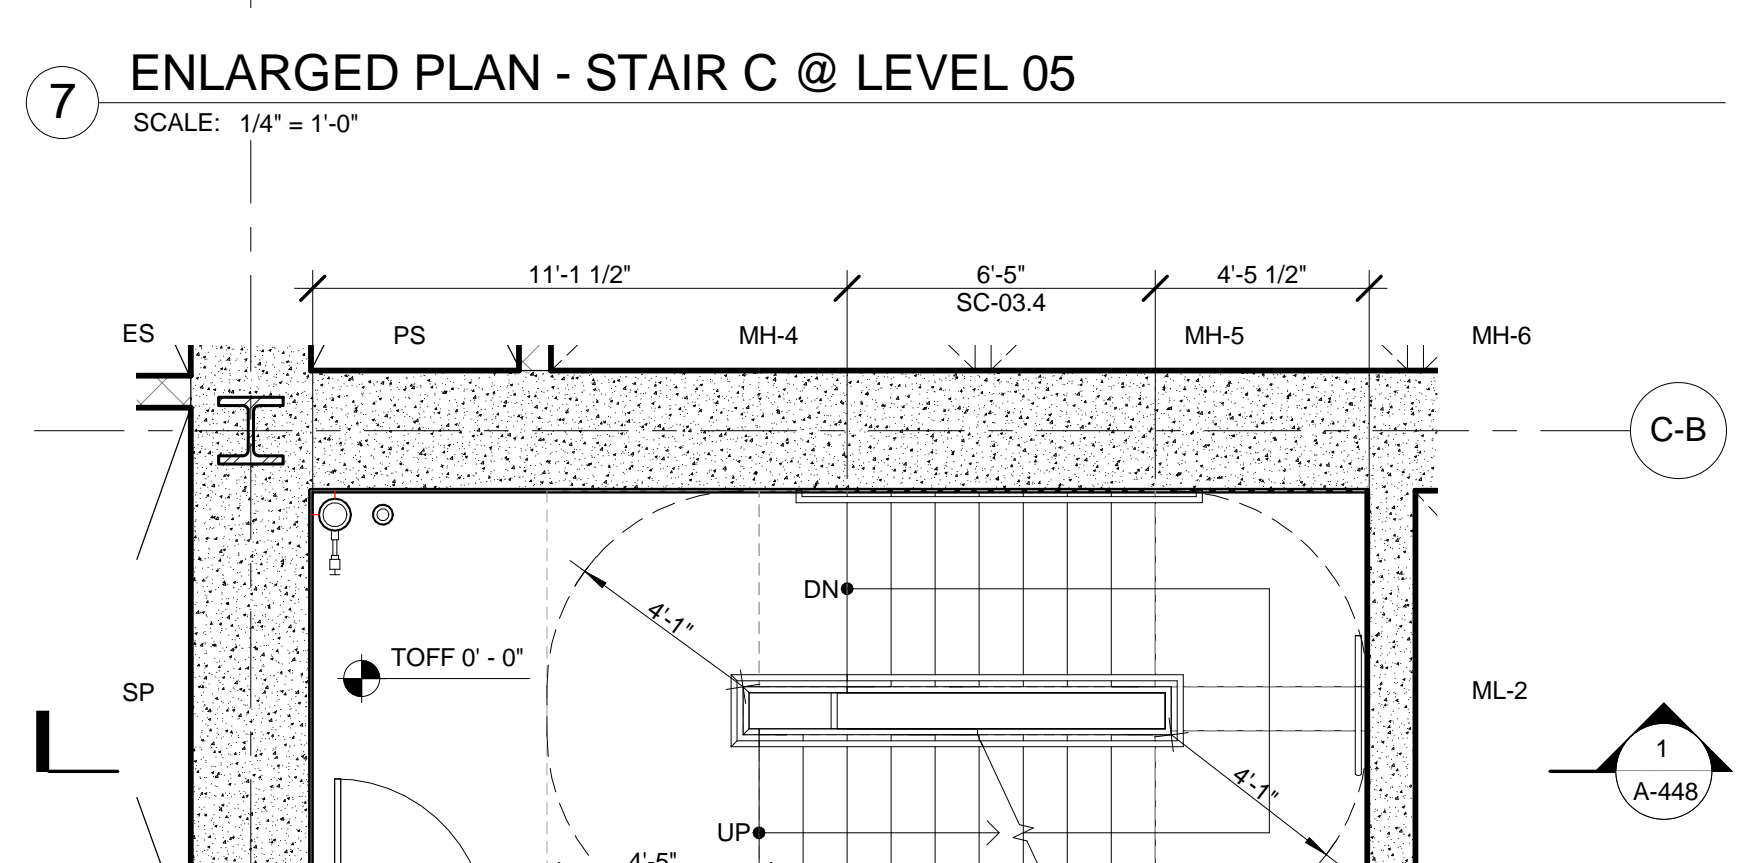 7
ENLARGED PLAN - STAIR C @ LEVEL 05
SCALE: 1/4" = 1'-0"
11'-1 1/2"
6'-5"
4'-5 1/2"
SC-03.4
ES
PS
MH-4
MH-5
MH-6
C-B
DN
4'-1"
TOFF 0' - 0"
SP
ML-2
1
A-448
4'-1"
UP
4'-5"